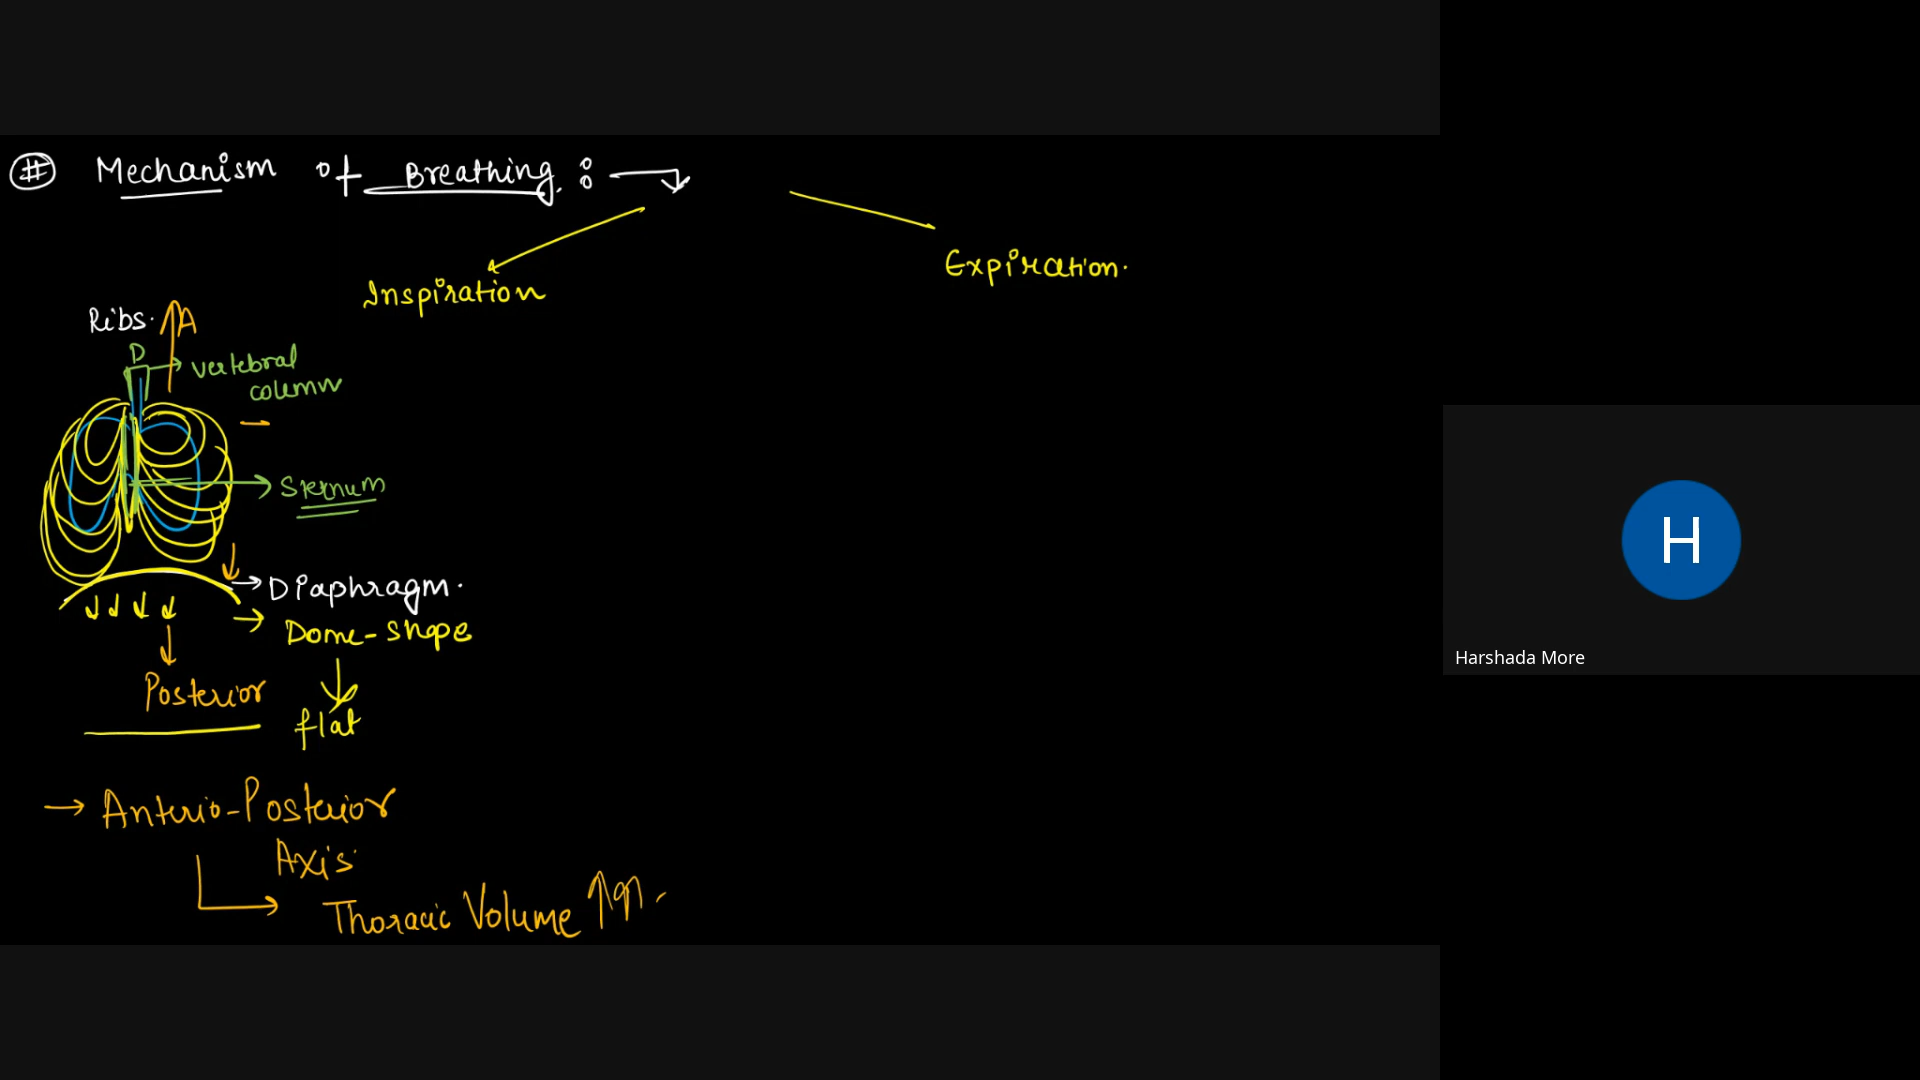 # Mechanism of Breathing :
Inspiration
Expiration.
Ribs. A
D
vertebral
column
Sternum
Diaphragm.
Dome-shape
Posterior
flat
Anterio-Posterior
Axis
Thoracic Volume
H
Harshada More